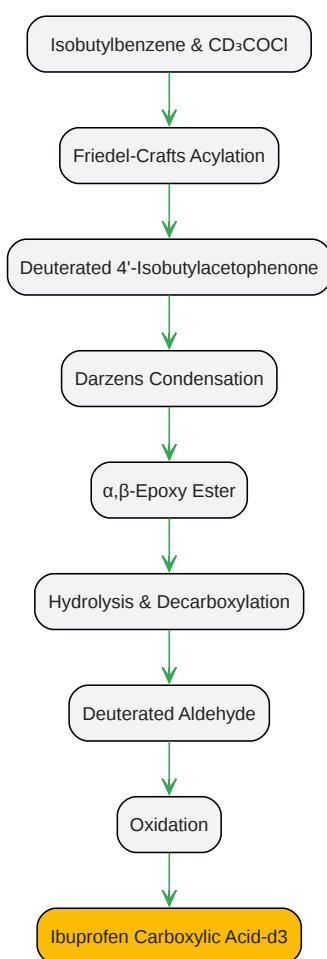 Isobutylbenzene & CD₃COCl
Friedel-Crafts Acylation
Deuterated 4'-Isobutylacetophenone
Darzens Condensation
α,β-Epoxy Ester
Hydrolysis & Decarboxylation
Deuterated Aldehyde
Oxidation
Ibuprofen Carboxylic Acid-d3